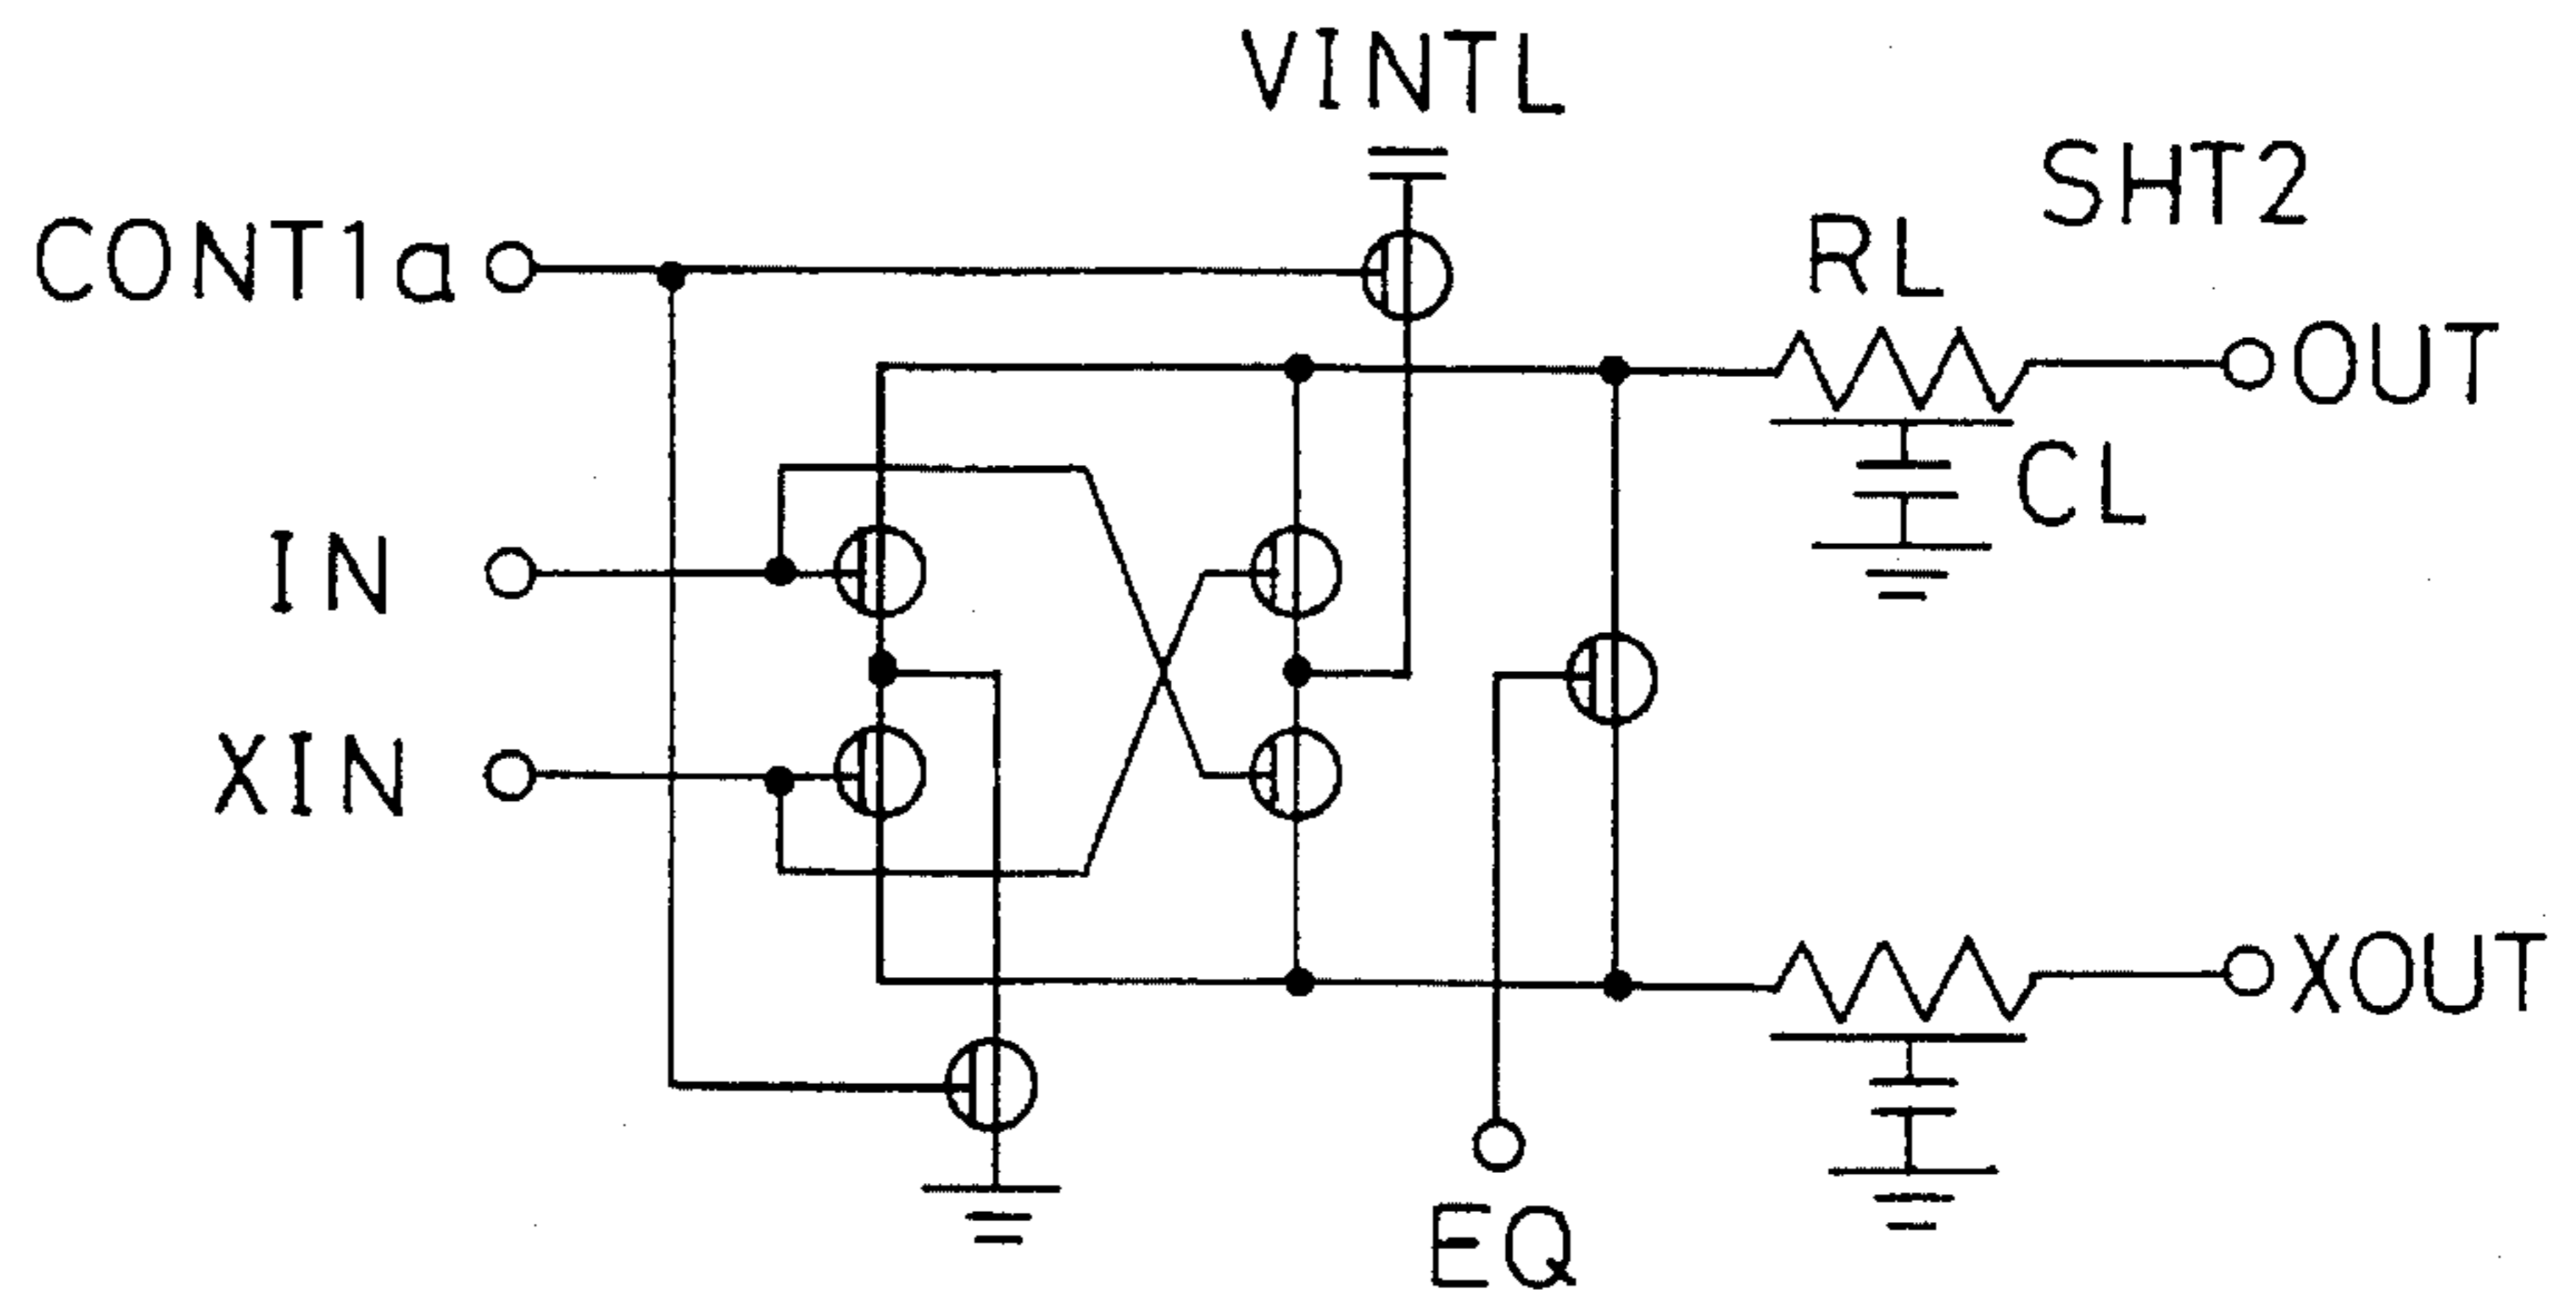 VINTL
SHT2
CONT1a
RL
OUT
CL
IN
XIN
XOUT
EQ